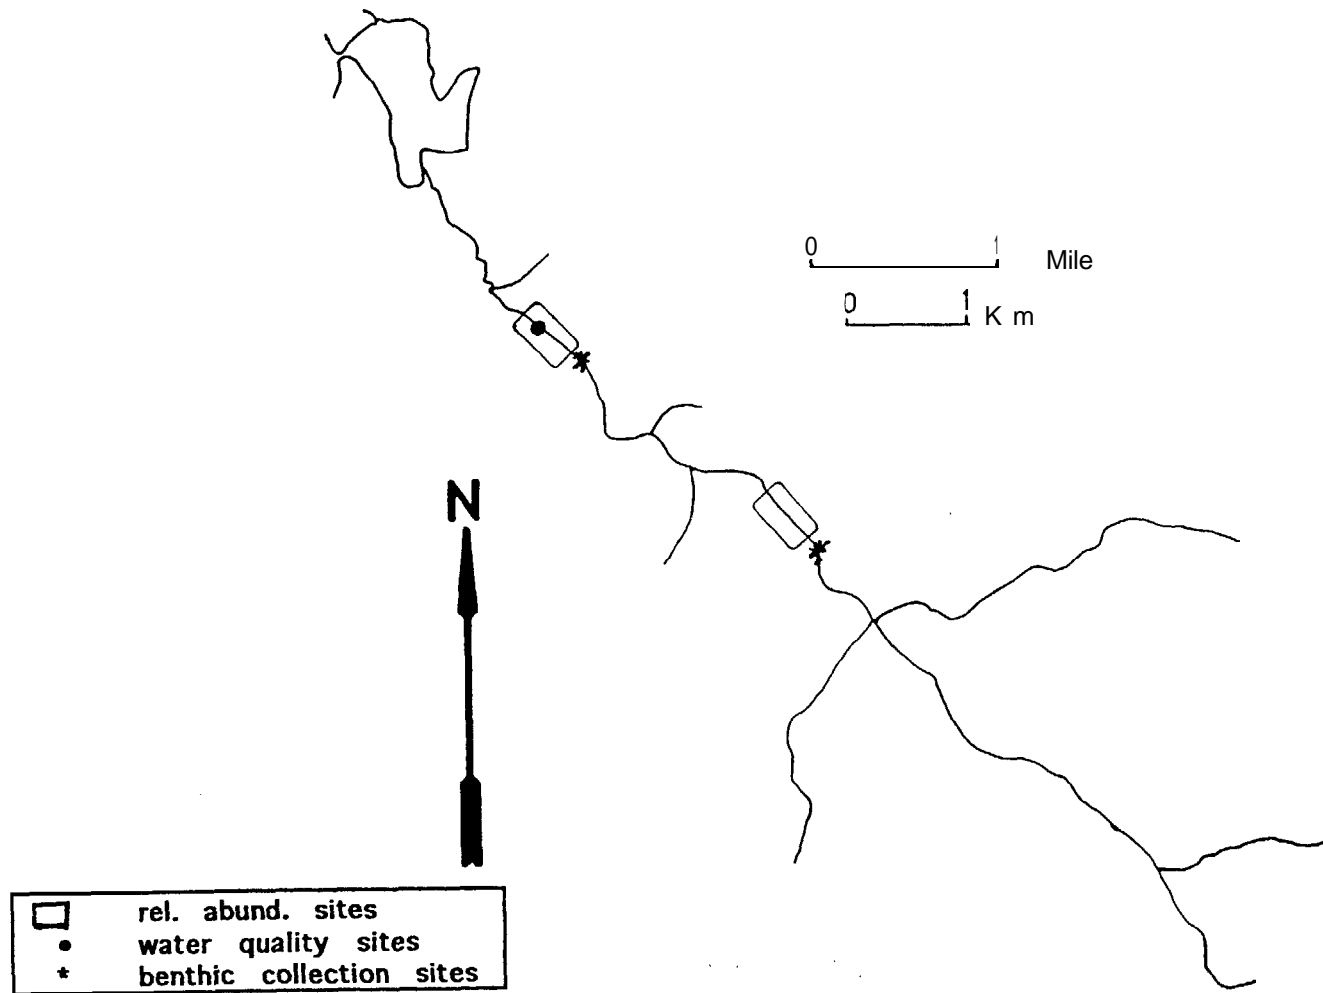 0 1 Mile
0 1 K m
N
rel. abund. sites
water quality sites
benthic collection sites